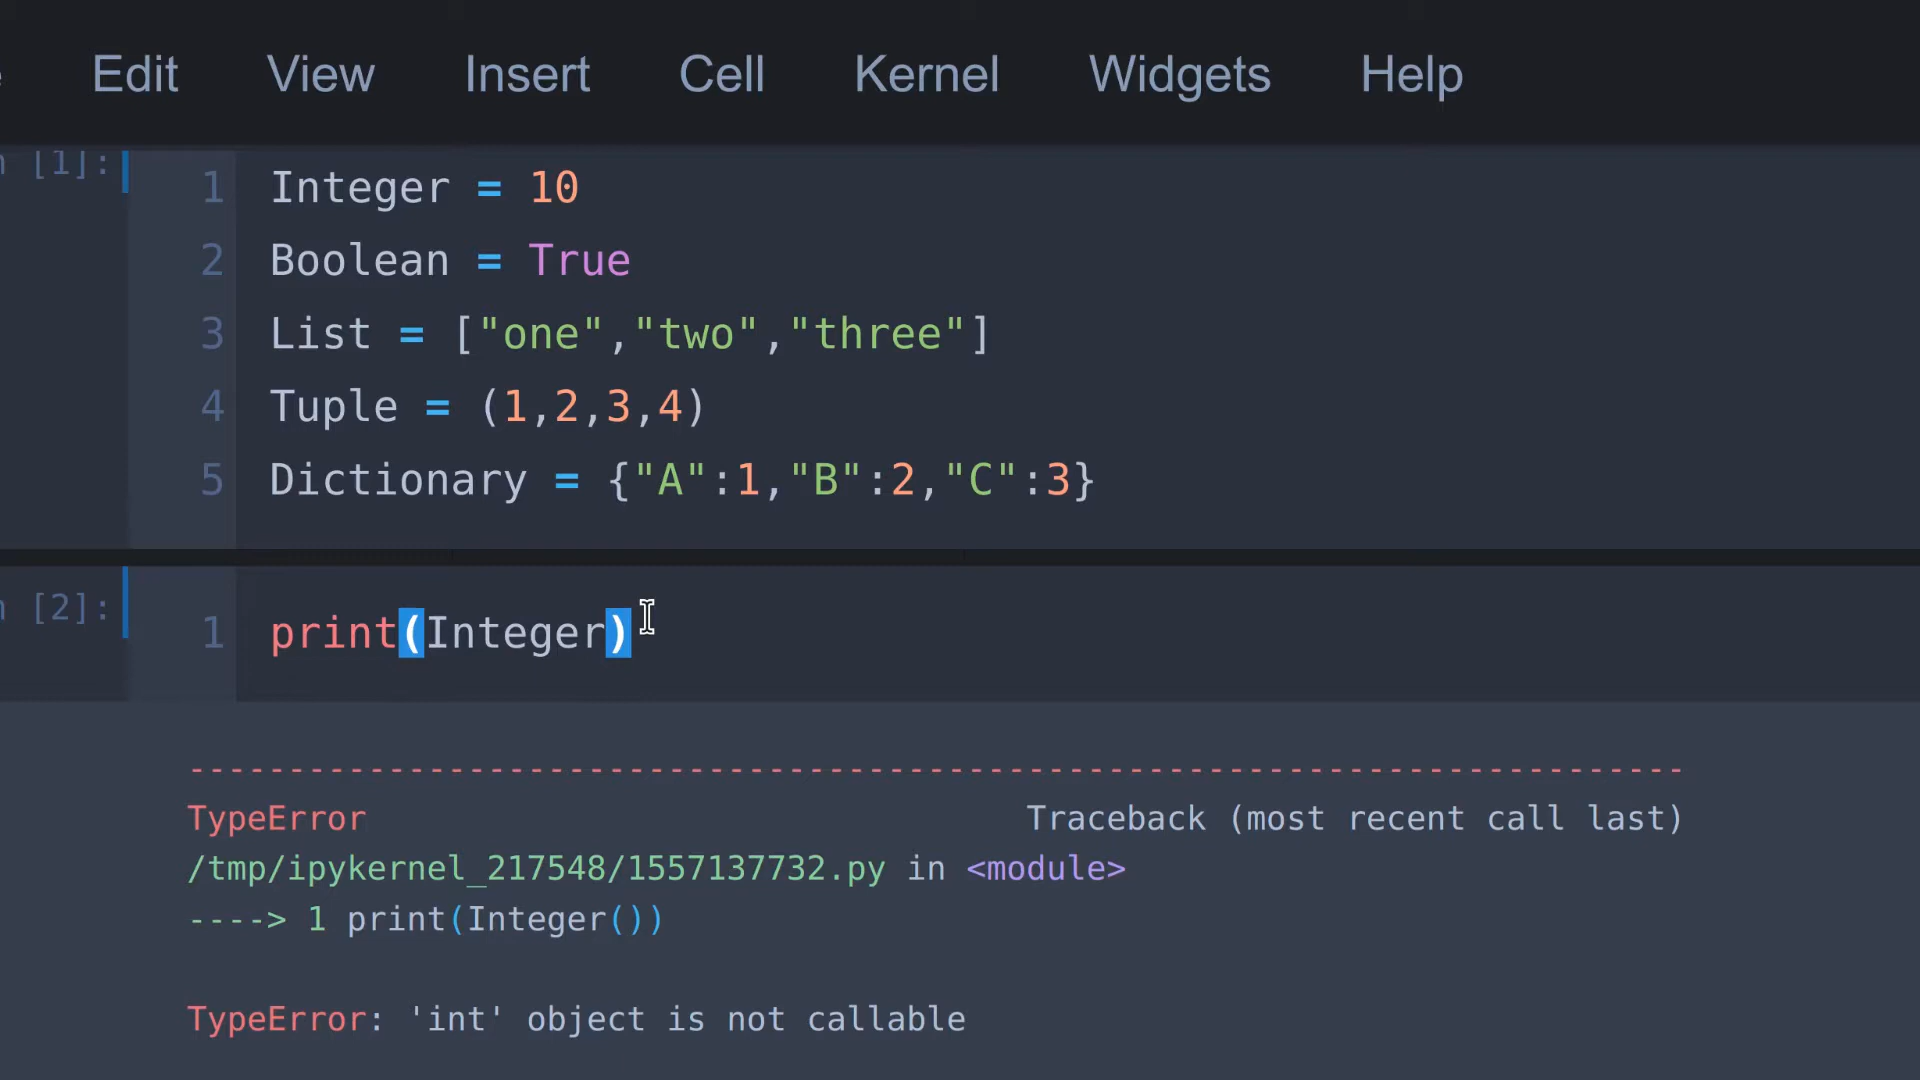 Edit View Insert Cell Kernel Widgets Help
[1]:
1 Integer = 10
2 Boolean = True
3 List = ["one","two","three"]
4 Tuple = (1,2,3,4)
5 Dictionary = {"A":1,"B":2,"C":3}
[2]:
1 print(Integer)
---------------------------------------------------------------------------
TypeError Traceback (most recent call last)
/tmp/ipykernel_217548/1557137732.py in <module>
----> 1 print(Integer())
TypeError: 'int' object is not callable